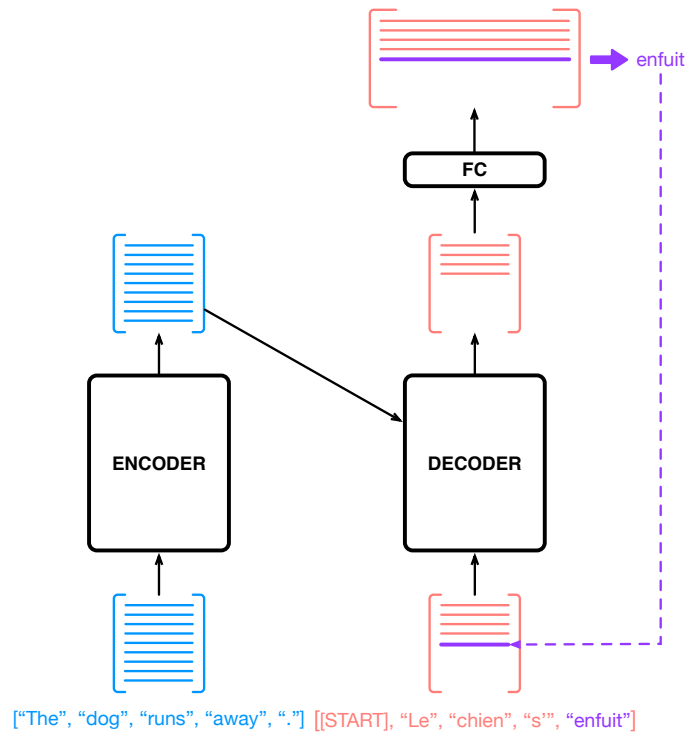 enfuit
FC
ENCODER
DECODER
[“The”, “dog”, “runs”, “away”, “.”] [[START], “Le”, “chien”, “s’”, “enfuit”]